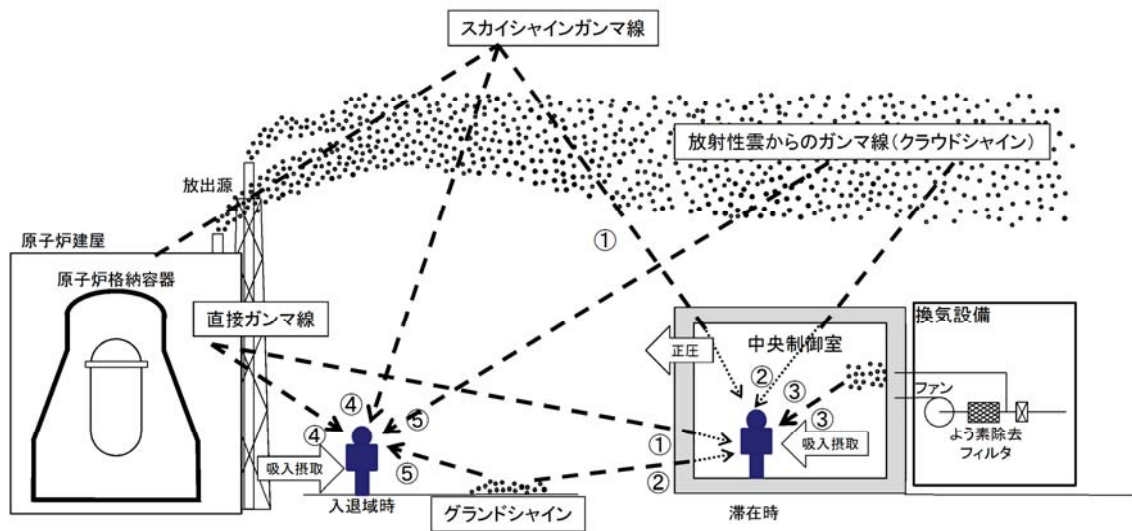 スカイシャインガンマ線
放射性雲からのガンマ線（クラウドシャイン）
放出源
①
原子炉建屋
原子炉格納容器
直接ガンマ線
換気設備
正圧
中央制御室
②
③
ファン
④
⑤
③
④
①
吸入摂取
よう素除去
フィルタ
吸入摂取
⑤
②
入退域時
グランドシャイン
滞在時